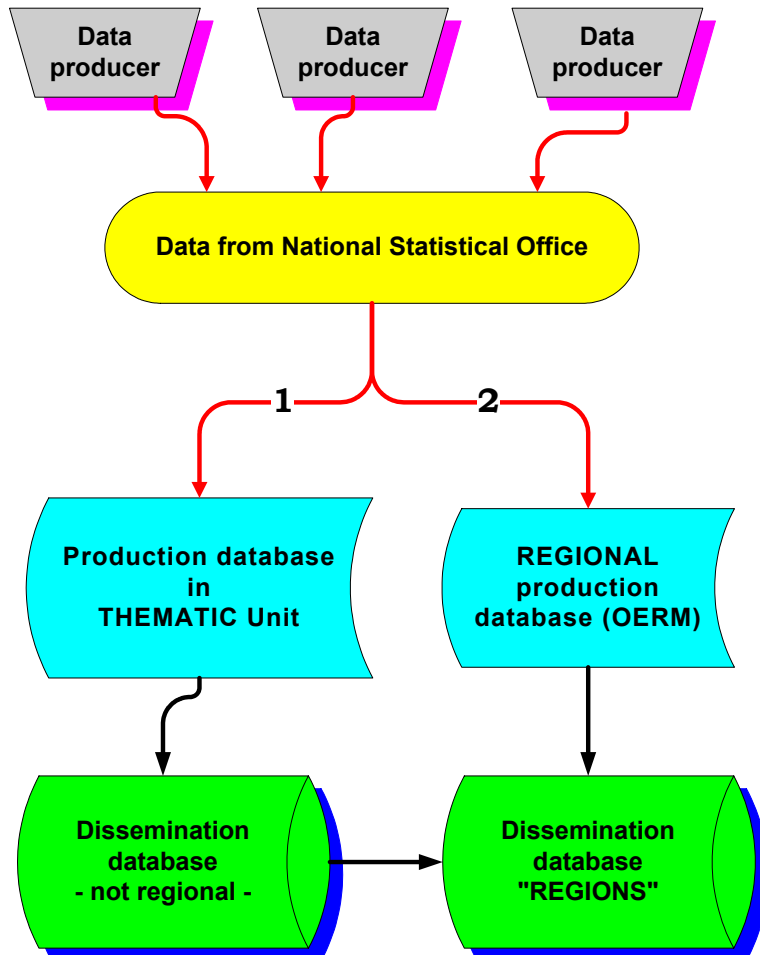 Data
producer
Data
producer
Data
producer
Data from National Statistical Office
1
2
Production database
in
THEMATIC Unit
REGIONAL
production
database (OERM)
Dissemination
database
- not regional -
Dissemination
database
"REGIONS"